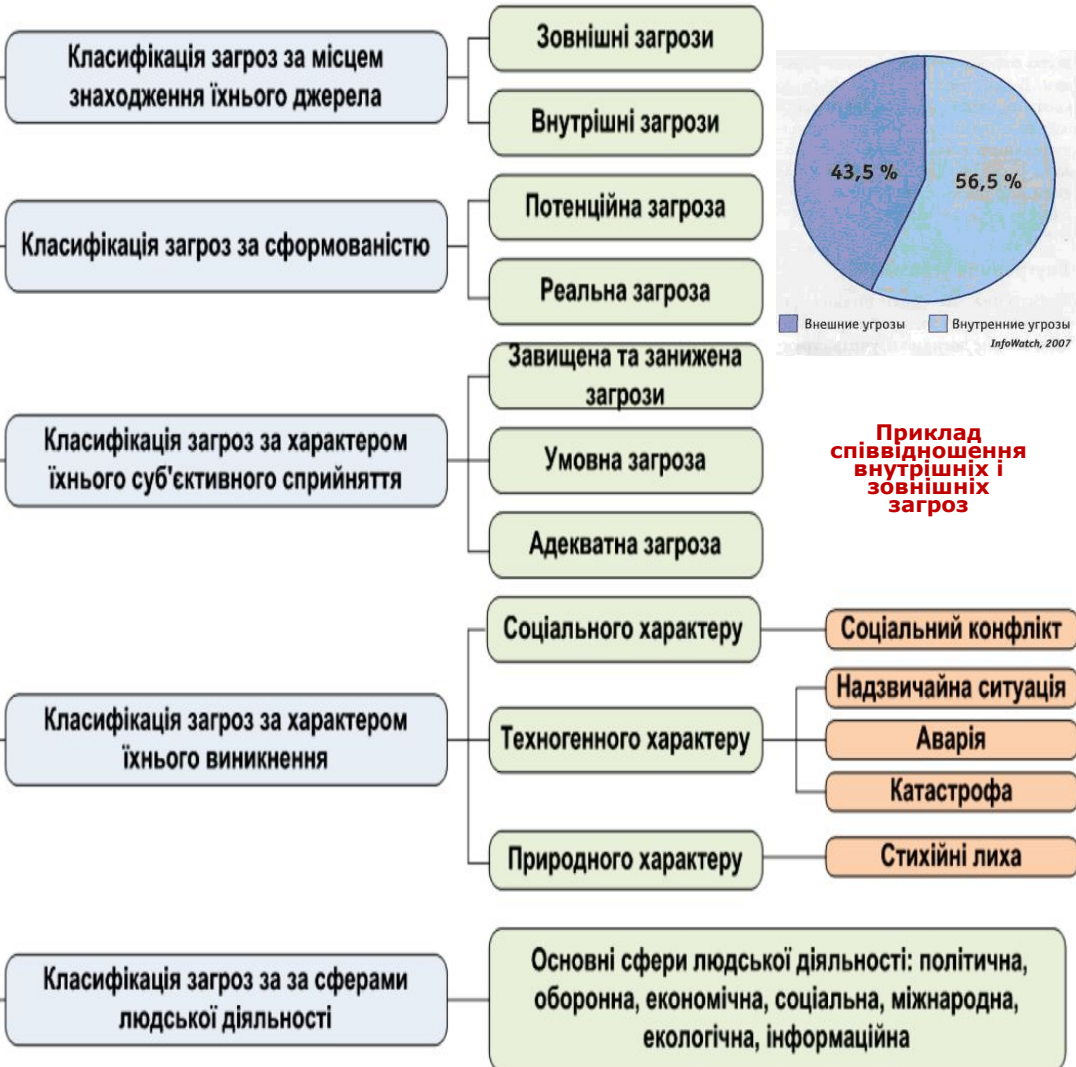 Класифікація загроз за місцем
знаходження їхнього джерела
Зовнішні загрози
Внутрішні загрози
43,5 %
56,5 %
Внешние угрозы
Внутренние угрозы
InfoWatch, 2007
Класифікація загроз за сформованістю
Потенційна загроза
Реальна загроза
Класифікація загроз за характером
їхнього суб'єктивного сприйняття
Завищена та занижена
загрози
Умовна загроза
Адекватна загроза
Приклад
співвідношення
внутрішніх і
зовнішніх
загроз
Класифікація загроз за характером
їхнього виникнення
Соціального характеру
Соціальний конфлікт
Техногенного характеру
Надзвичайна ситуація
Аварія
Катастрофа
Природного характеру
Стихійні лиха
Класифікація загроз за за сферами
людської діяльності
Основні сфери людської діяльності: політична,
оборонна, економічна, соціальна, міжнародна,
екологічна, інформаційна